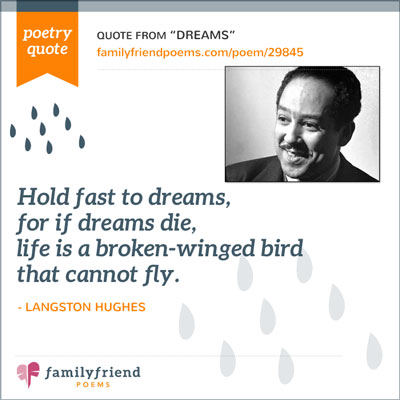 poetry
quote
QUOTE FROM “DREAMS”
familyfriendpoems.com/poem/29845
Hold fast to dreams,
for if dreams die,
life is a broken-winged bird
that cannot fly.
- LANGSTON HUGHES
familyfriend
POEMS